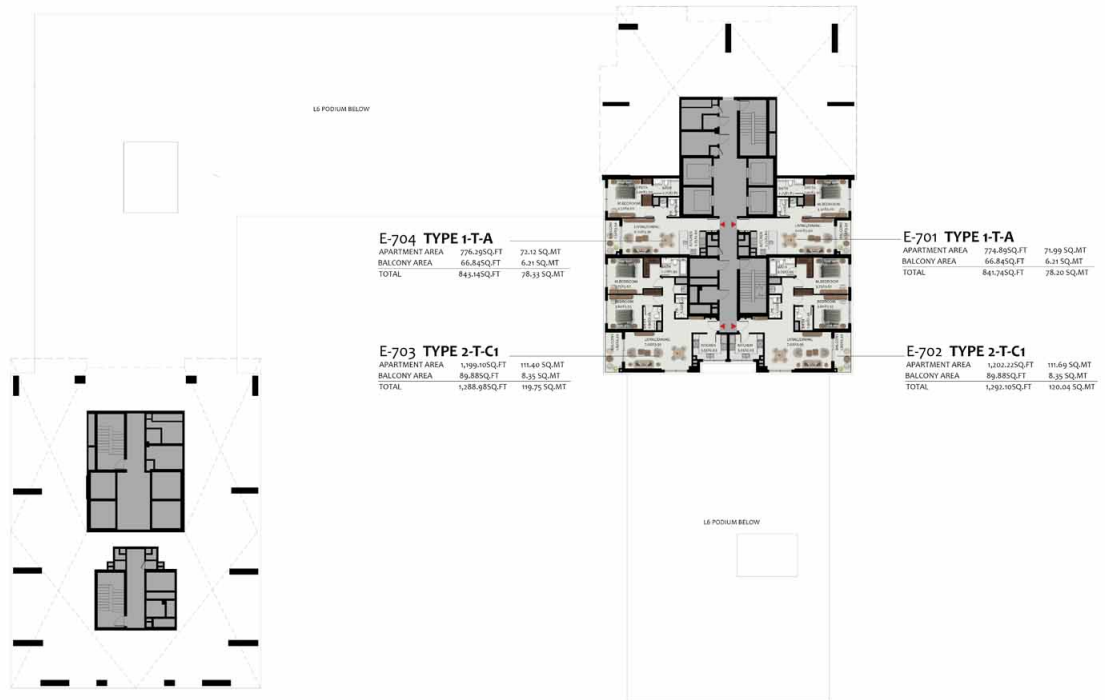 L6 PODIUM BELOW
E-704 TYPE 1-T-A
APARTMENT AREA 776.29SQ.FT 72.12 SQ.MT
BALCONY AREA 66.84SQ.FT 6.21 SQ.MT
TOTAL 843.14SQ.FT 78.33 SQ.MT
E-701 TYPE 1-T-A
APARTMENT AREA 774.89SQ.FT 71.99 SQ.MT
BALCONY AREA 66.84SQ.FT 6.21 SQ.MT
TOTAL 841.74SQ.FT 78.20 SQ.MT
E-703 TYPE 2-T-C1
APARTMENT AREA 1,199.10SQ.FT 111.40 SQ.MT
BALCONY AREA 89.88SQ.FT 8.35 SQ.MT
TOTAL 1,288.98SQ.FT 119.75 SQ.MT
E-702 TYPE 2-T-C1
APARTMENT AREA 1,202.22SQ.FT 111.69 SQ.MT
BALCONY AREA 89.88SQ.FT 8.35 SQ.MT
TOTAL 1,292.10SQ.FT 120.04 SQ.MT
L6 PODIUM BELOW